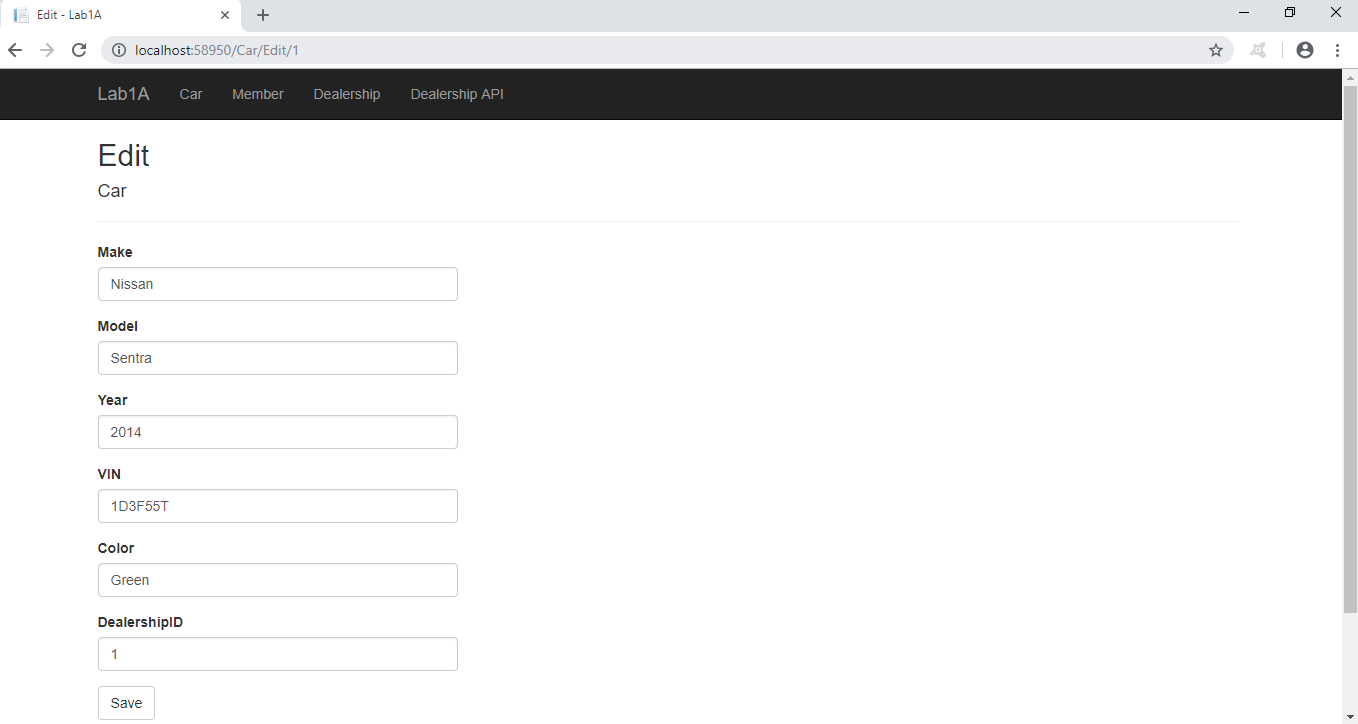 Edit - Lab1A
localhost:58950/Car/Edit/1
Lab1A Car Member Dealership Dealership API
Edit
Car
Make
Nissan
Model
Sentra
Year
2014
VIN
1D3F55T
Color
Green
DealershipID
1
Save